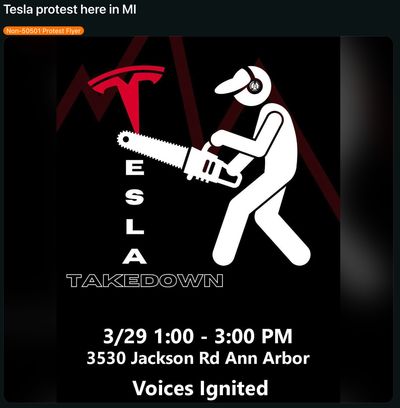 Tesla protest here in MI
Non-50501 Protest Flyer
T
E
S
L
A
TAKEDOWN
3/29 1:00 - 3:00 PM
3530 Jackson Rd Ann Arbor
Voices Ignited